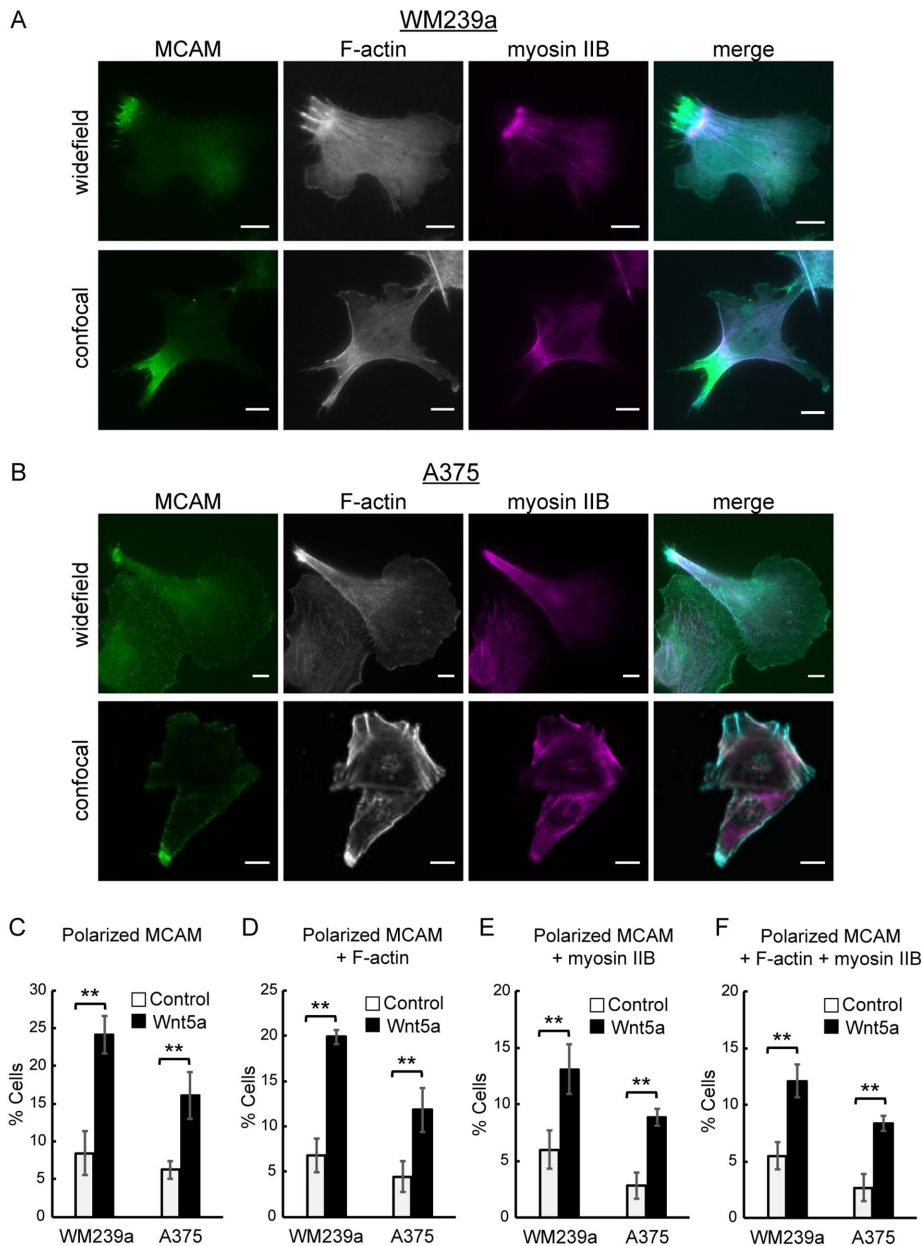 A
WM239a
MCAM F-actin myosin IIB merge
widefield
confocal
B
A375
MCAM F-actin myosin IIB merge
widefield
confocal
C
Polarized MCAM
30
25
20
15
10
5
0
% Cells
**
**
Control
Wnt5a
WM239a A375
D
Polarized MCAM
+ F-actin
25
20
15
10
5
0
% Cells
**
**
Control
Wnt5a
WM239a A375
E
Polarized MCAM
+ myosin IIB
20
15
10
5
0
% Cells
**
**
Control
Wnt5a
WM239a A375
F
Polarized MCAM
+ F-actin + myosin IIB
20
15
10
5
0
% Cells
**
**
Control
Wnt5a
WM239a A375